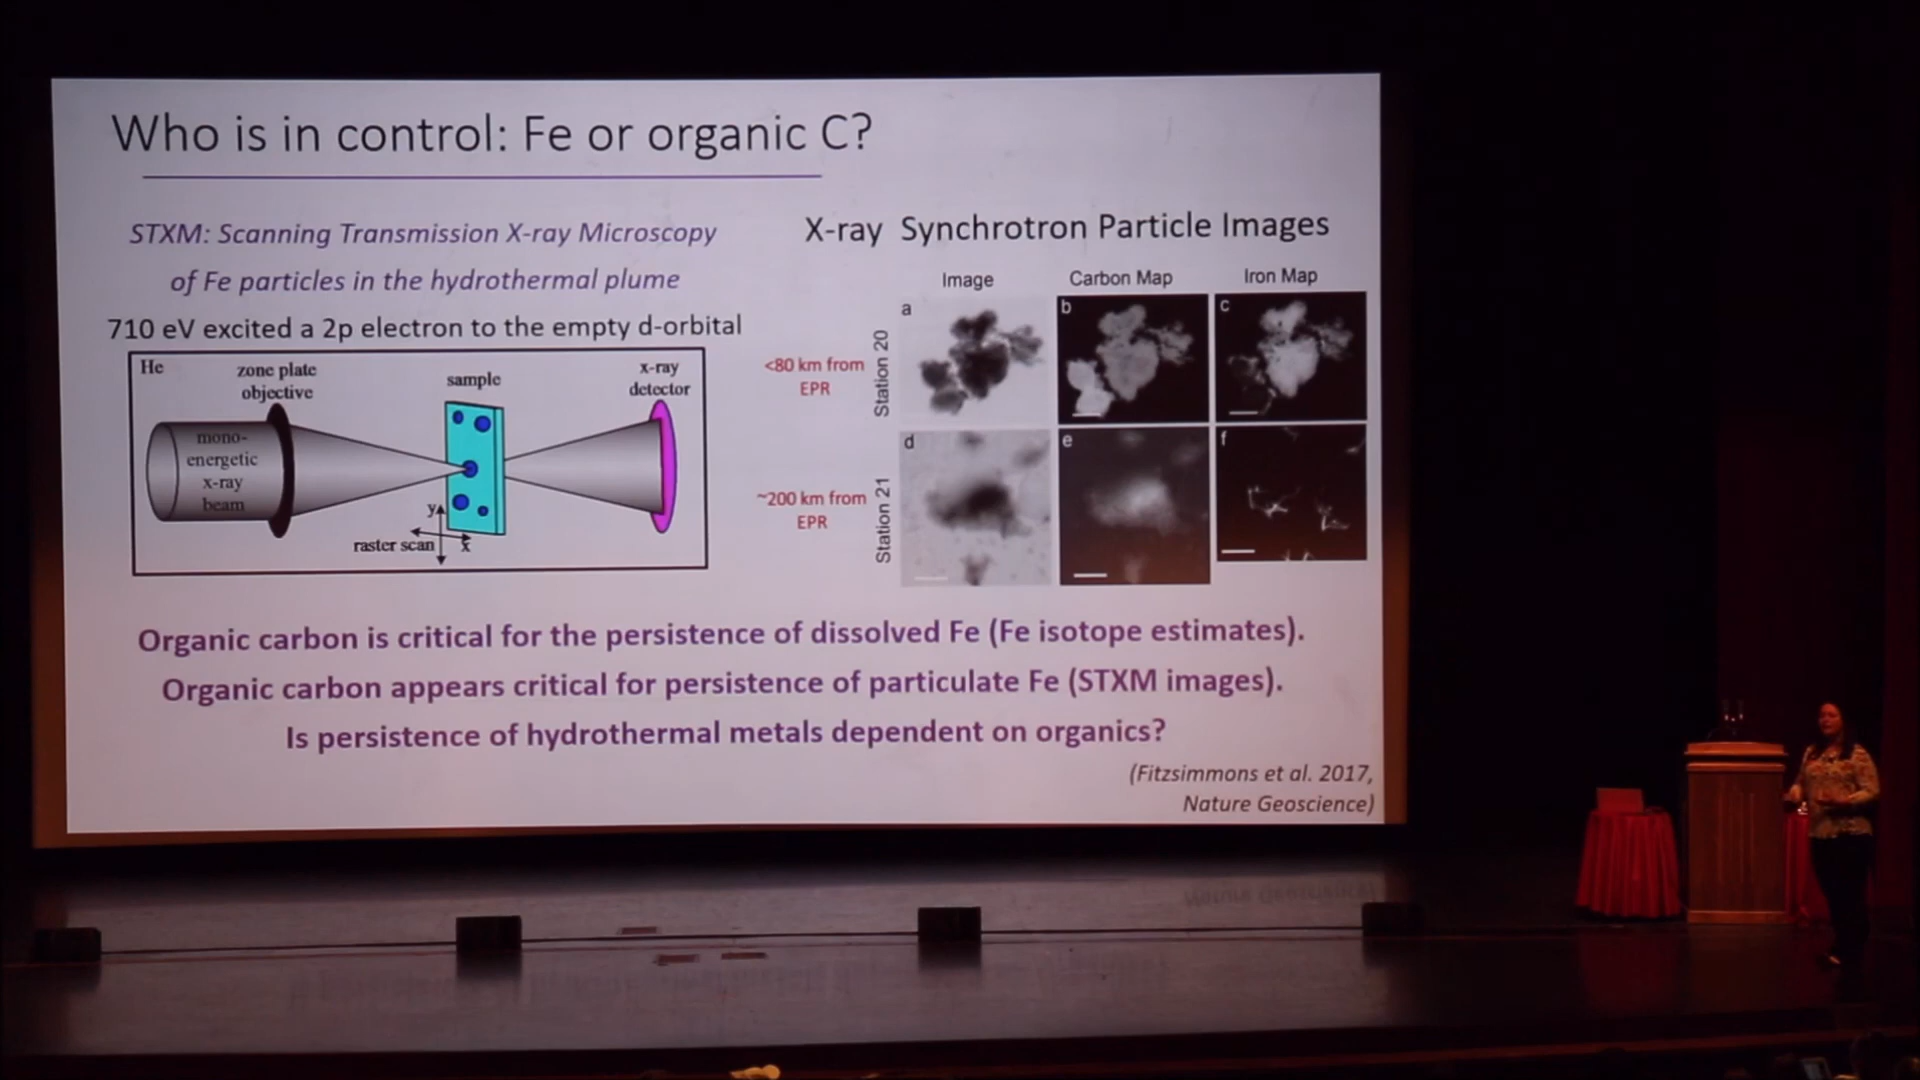 Who is in control: Fe or organic C?
STXM: Scanning Transmission X-ray Microscopy
of Fe particles in the hydrothermal plume
710 eV excited a 2p electron to the empty d-orbital
He
zone plate
objective
sample
x-ray
detector
mono-
energetic
x-ray
beam
y
x
raster scan
X-ray Synchrotron Particle Images
Image
Carbon Map
Iron Map
<80 km from
EPR
Station 20
a
b
c
~200 km from
EPR
Station 21
d
e
f
Organic carbon is critical for the persistence of dissolved Fe (Fe isotope estimates).
Organic carbon appears critical for persistence of particulate Fe (STXM images).
Is persistence of hydrothermal metals dependent on organics?
(Fitzsimmons et al. 2017,
Nature Geoscience)